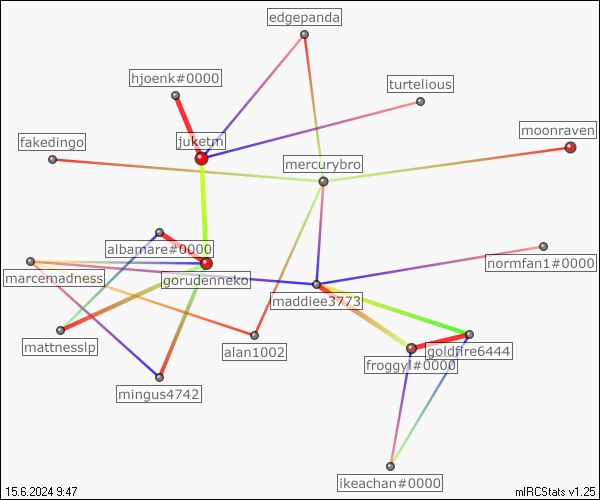 edgepanda
hjoenk#0000
turtelious
moonraven
juketm
fakedingo
mercurybro
albamare#0000
normfan1#0000
marcenadness
gorudenneko
maddiee3773
goldfire6444
mattnesslp
alan1002
froggyl#0000
mingus4742
ikeachan#0000
15.6.2024 9:47
mIRCStats v1.25